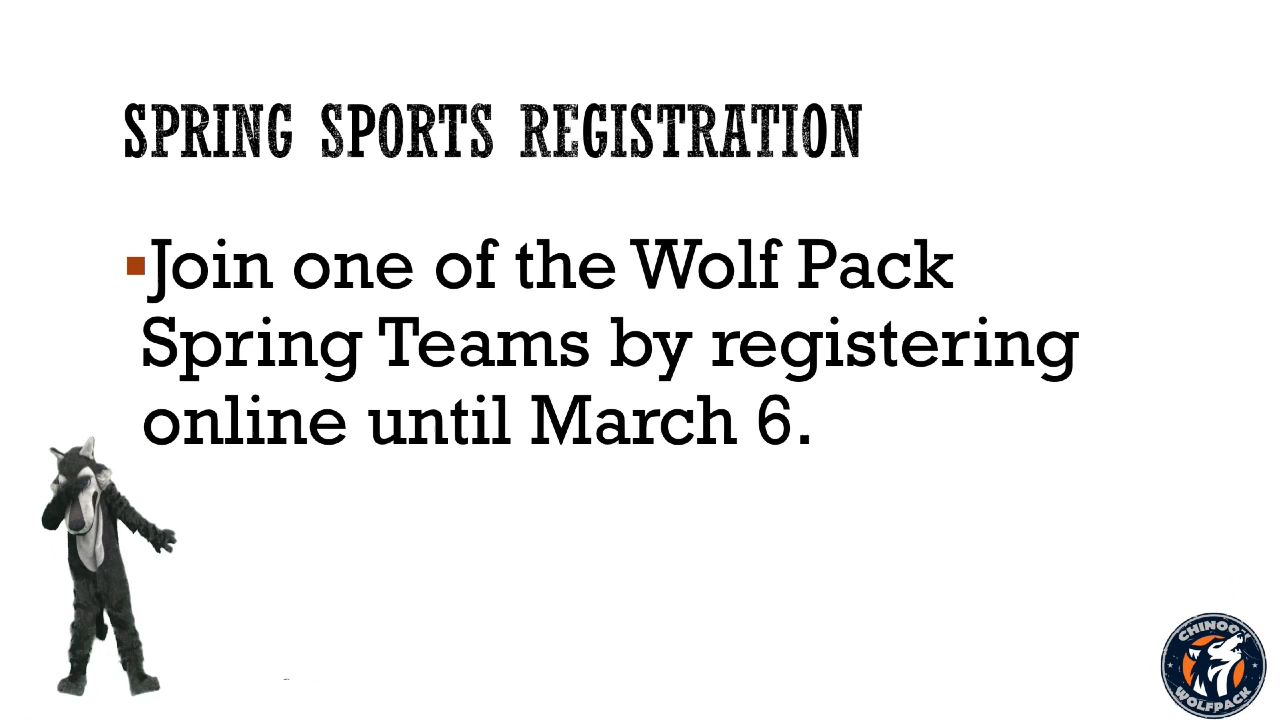 SPRING SPORTS REGISTRATION
▪Join one of the Wolf Pack
Spring Teams by registering
online until March 6.
CHINOOK
WOLFPACK